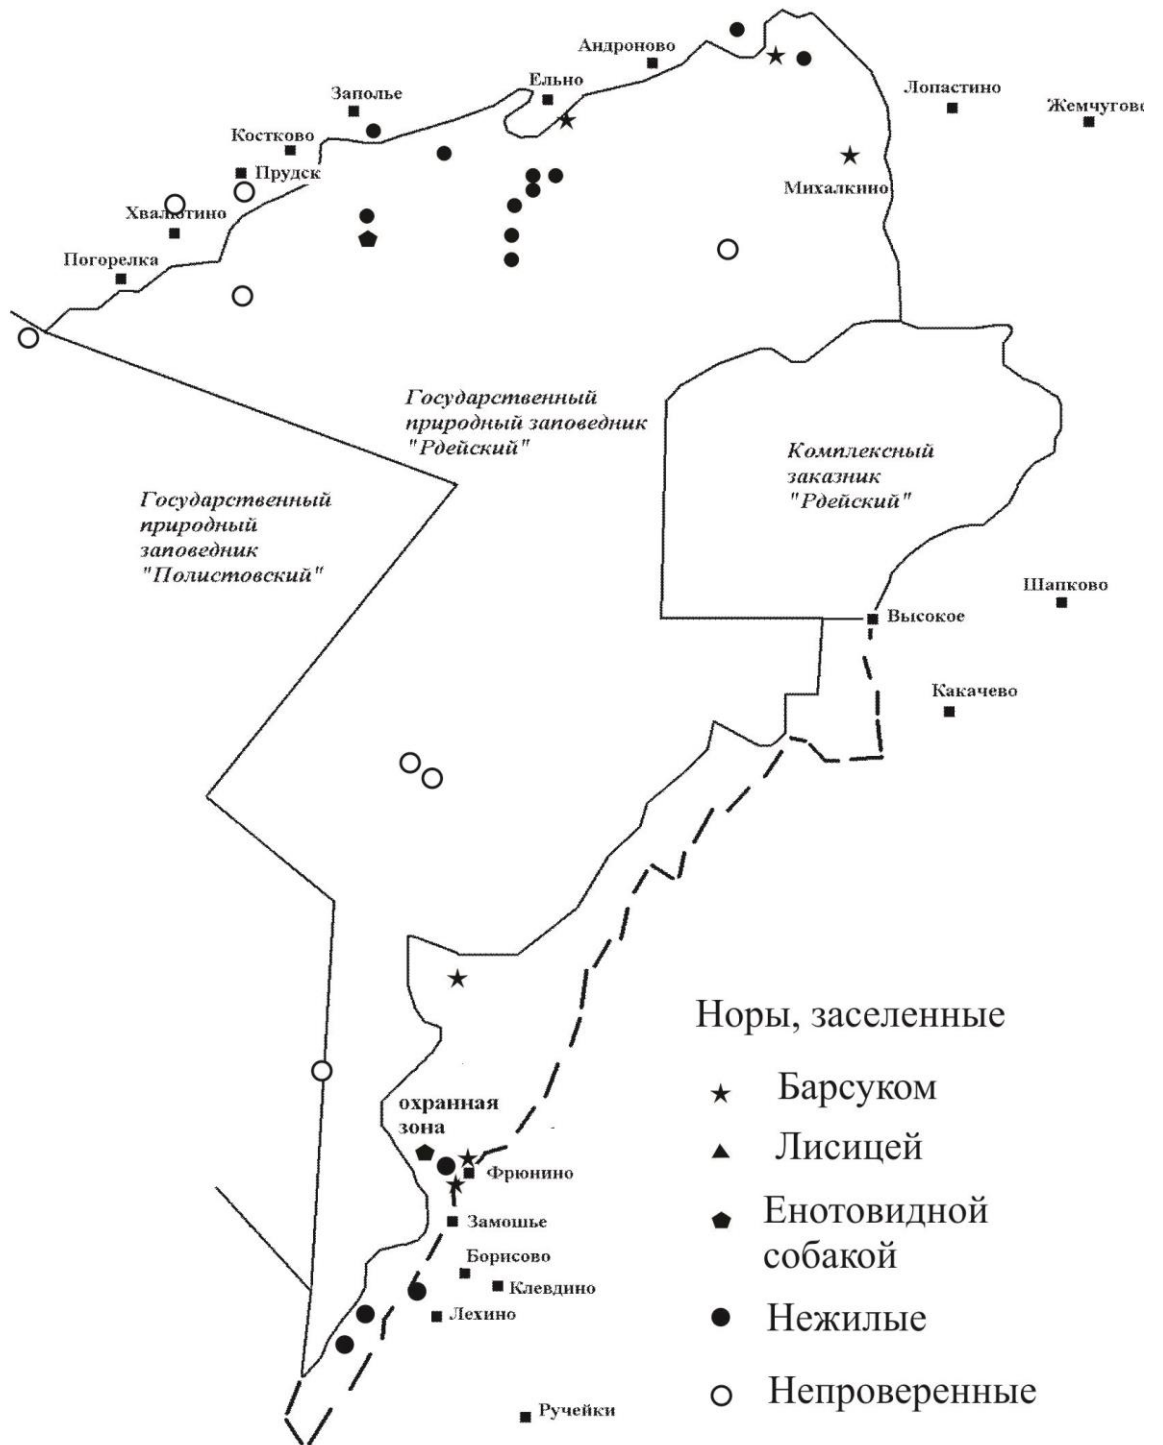 Андроново
Ельно
Лопастино
Заполье
Жемчугово
Костково
Прудск
Михалкино
Хвалютино
Погорелка
Государственный
природный заповедник
"Рдейский"
Комплексный
заказник
"Рдейский"
Государственный
природный
заповедник
"Полистовский"
Шапково
Высокое
Какачево
Норы, заселенные
Барсуком
Лисицей
Енотовидной
собакой
Нежилые
Непроверенные
охранная
зона
Фрюнино
Замошье
Борисово
Клевдино
Лехино
Ручейки